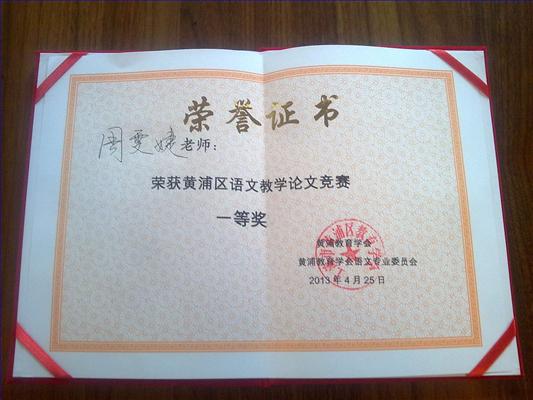 荣誉证书
周雯婕老师：
荣获黄浦区语文教学论文竞赛
一等奖
黄浦教育学会
黄浦教育学会语文专业委员会
2013年4月25日